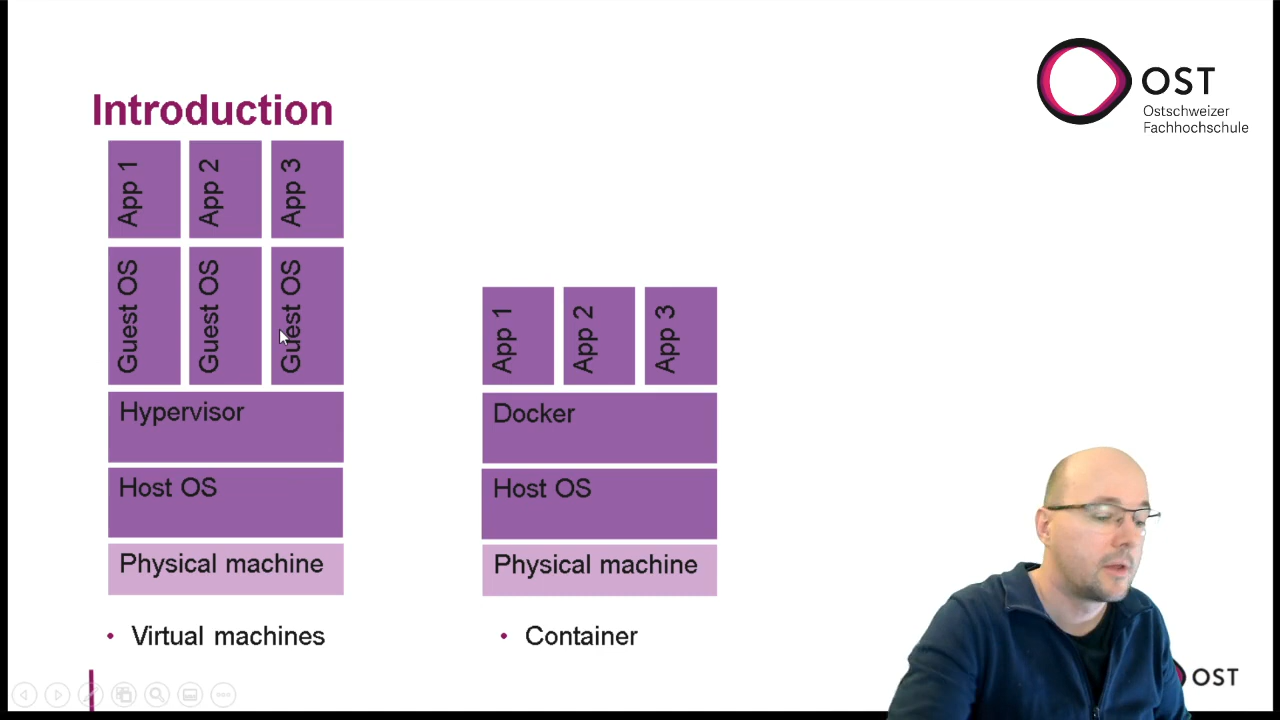 OST
Ostschweizer
Fachhochschule
Introduction
App 1
App 2
App 3
Guest OS
Guest OS
Guest OS
Hypervisor
Host OS
Physical machine
• Virtual machines
App 1
App 2
App 3
Docker
Host OS
Physical machine
• Container
OST